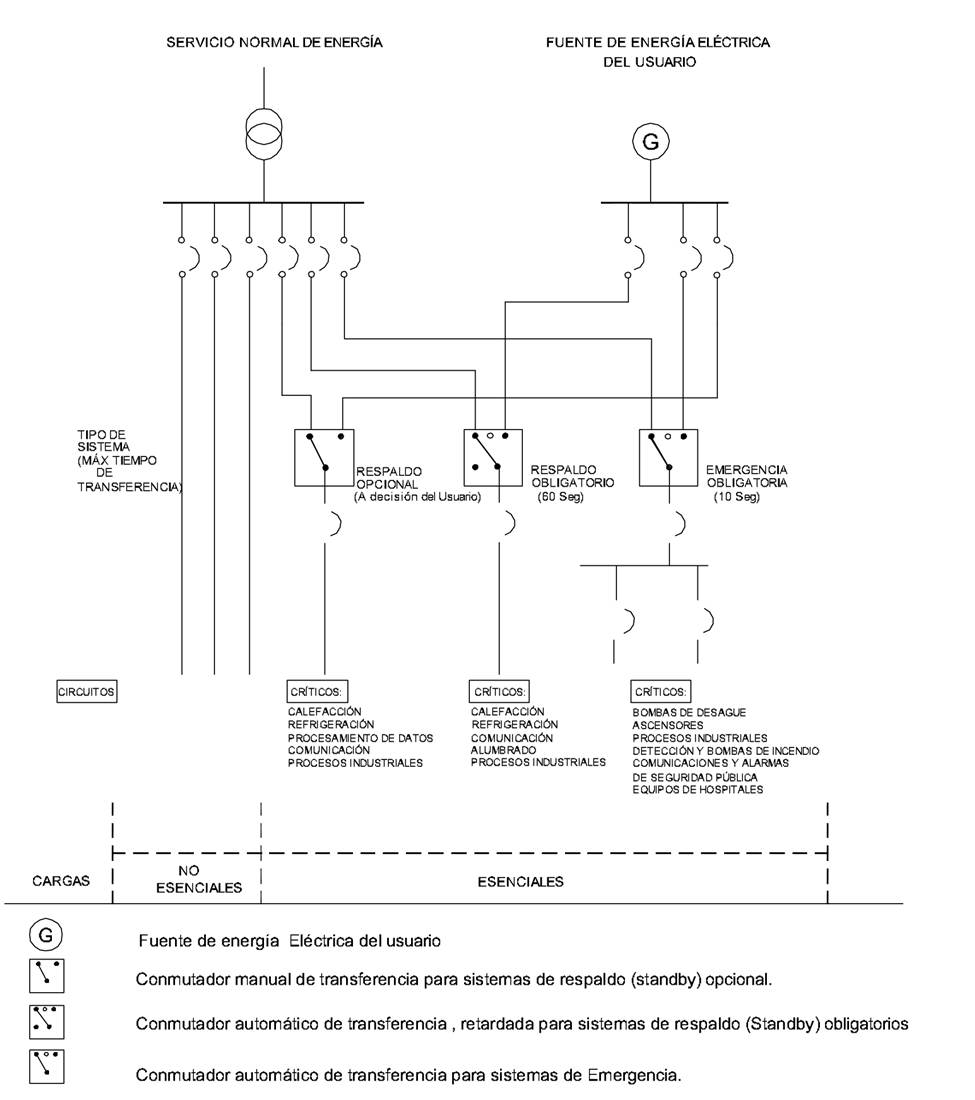 SERVICIO NORMAL DE ENERGÍA
FUENTE DE ENERGÍA ELÉCTRICA
DEL USUARIO
G
TIPO DE
SISTEMA
(MÁX TIEMPO
DE
TRANSFERENCIA)
RESPALDO
OPCIONAL
(A decisión del Usuario)
RESPALDO
OBLIGATORIO
(60 Seg)
EMERGENCIA
OBLIGATORIA
(10 Seg)
CIRCUITOS
CRÍTICOS:
CALEFACCIÓN
REFRIGERACIÓN
PROCESAMIENTO DE DATOS
COMUNICACIÓN
PROCESOS INDUSTRIALES
CRÍTICOS:
CALEFACCIÓN
REFRIGERACIÓN
COMUNICACIÓN
ALUMBRADO
PROCESOS INDUSTRIALES
CRÍTICOS:
BOMBAS DE DESAGUE
ASCENSORES
PROCESOS INDUSTRIALES
DETECCIÓN Y BOMBAS DE INCENDIO
COMUNICACIONES Y ALARMAS
DE SEGURIDAD PÚBLICA
EQUIPOS DE HOSPITALES
CARGAS
NO
ESENCIALES
ESENCIALES
G
Fuente de energía Eléctrica del usuario
Conmutador manual de transferencia para sistemas de respaldo (standby) opcional.
Conmutador automático de transferencia , retardada para sistemas de respaldo (Standby) obligatorios
Conmutador automático de transferencia para sistemas de Emergencia.